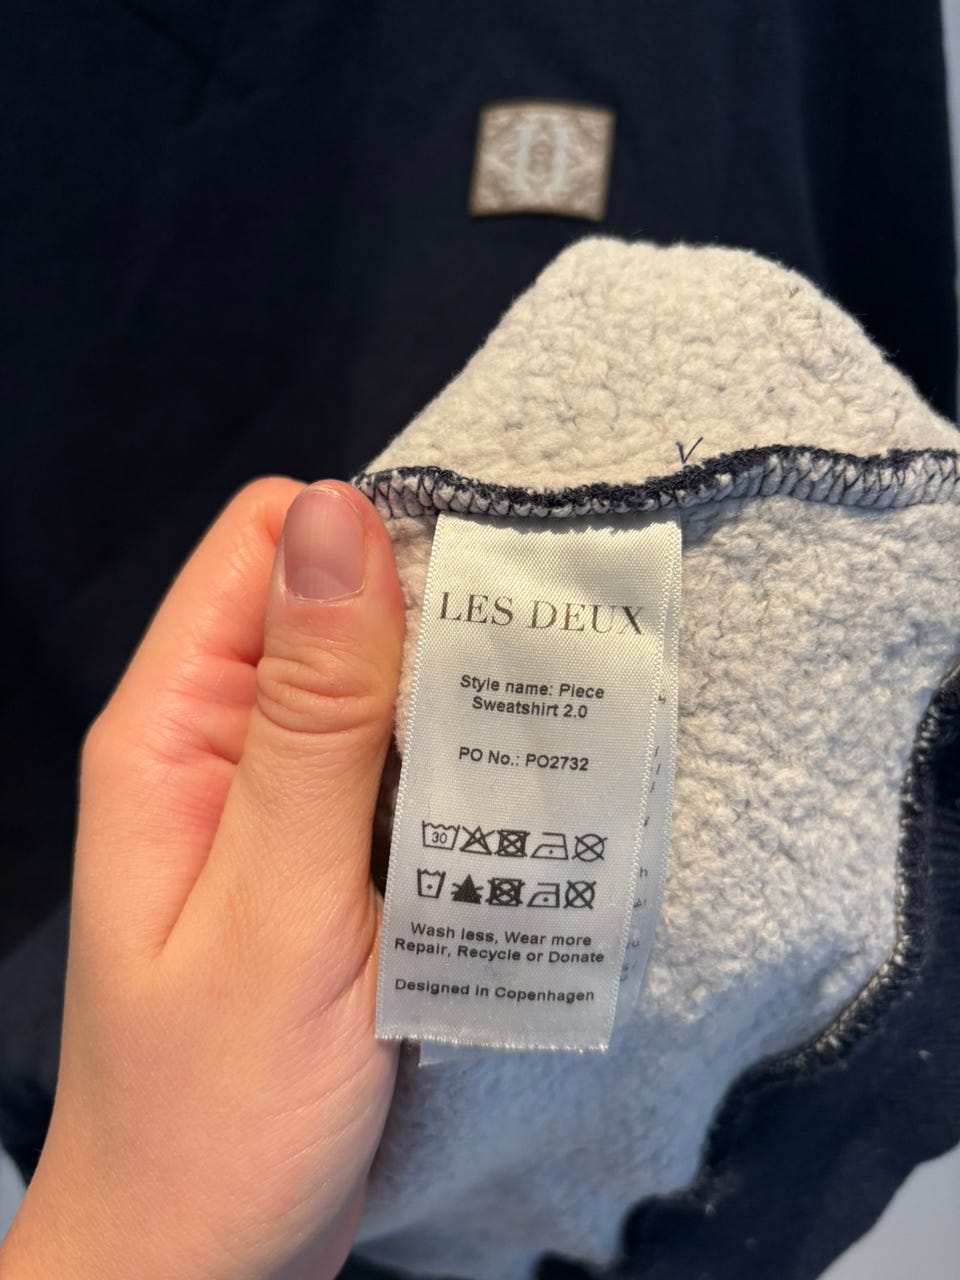 LES DEUX
Style name: Piece
Sweatshirt 2.0
PO No.: PO2732
30
Wash less, Wear more
Repair, Recycle or Donate
Designed in Copenhagen